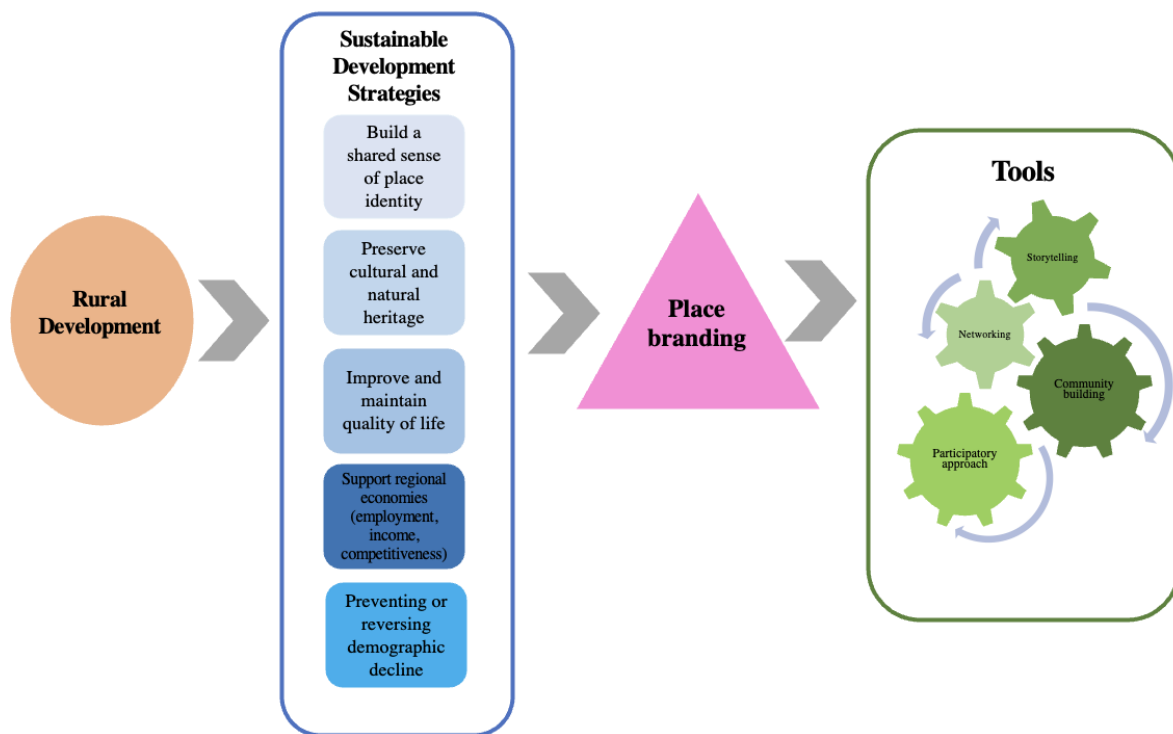 Rural
Development
Sustainable
Development
Strategies
Build a
shared sense
of place
identity
Preserve
cultural and
natural
heritage
Improve and
maintain
quality of life
Support regional
economies
(employment,
income,
competitiveness)
Preventing or
reversing
demographic
decline
Place
branding
Tools
Storytelling
Networking
Community
building
Participatory
approach